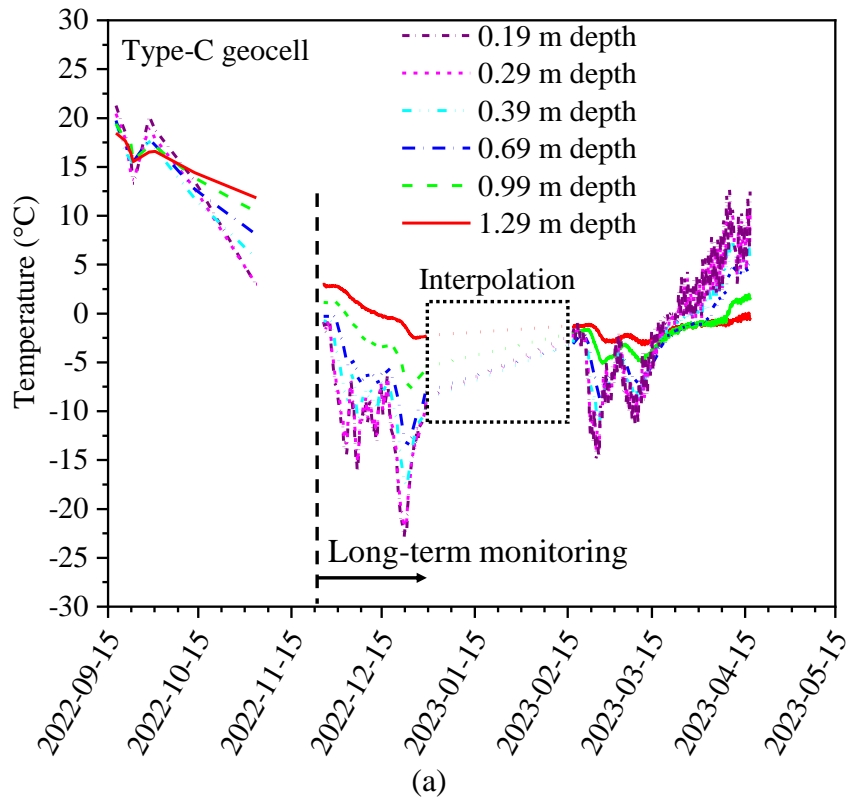 Type-C geocell
0.19 m depth
0.29 m depth
0.39 m depth
0.69 m depth
0.99 m depth
1.29 m depth
Interpolation
Long-term monitoring
Temperature (°C)
30
25
20
15
10
5
0
-5
-10
-15
-20
-25
-30
2022-09-15
2022-10-15
2022-11-15
2022-12-15
2023-01-15
2023-02-15
2023-03-15
2023-04-15
2023-05-15
(a)